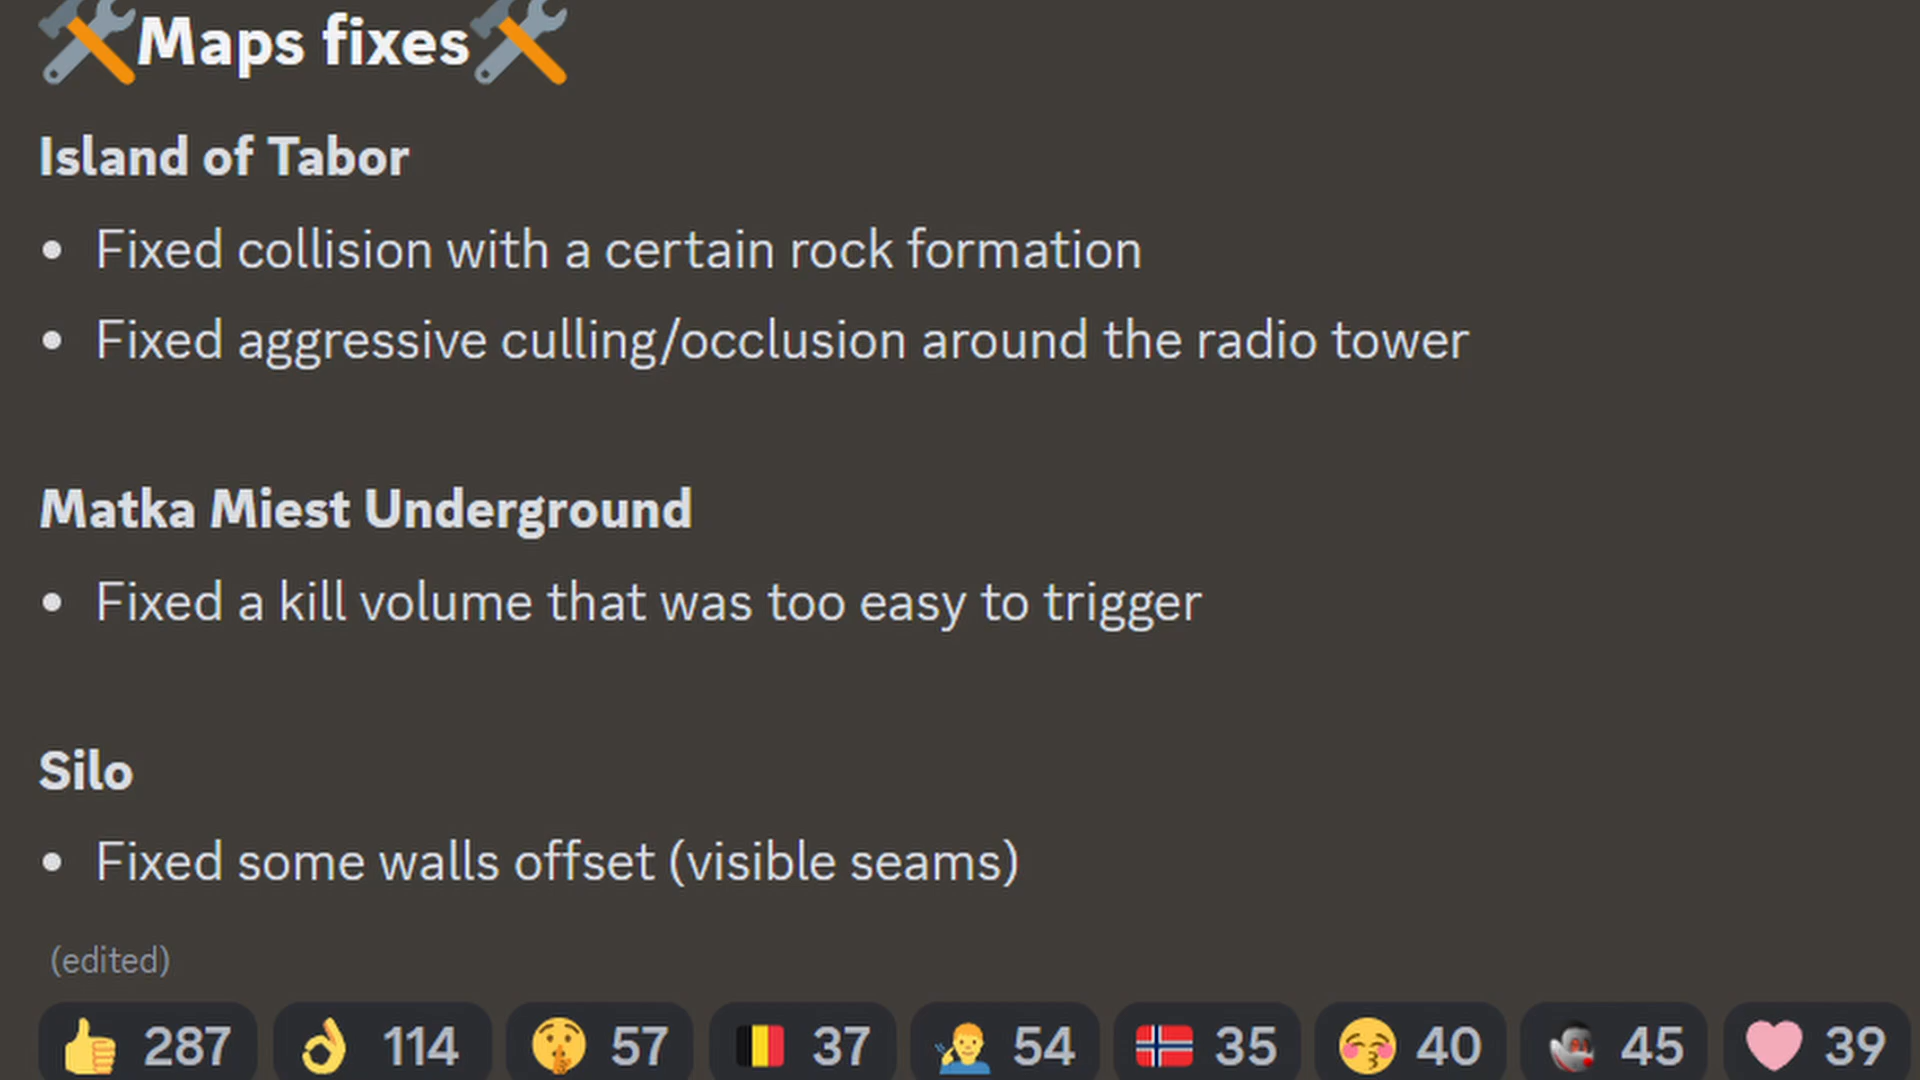 Maps fixes
Island of Tabor
• Fixed collision with a certain rock formation
• Fixed aggressive culling/occlusion around the radio tower
Matka Miest Underground
• Fixed a kill volume that was too easy to trigger
Silo
• Fixed some walls offset (visible seams)
(edited)
287 114 57 37 54 35 40 45 39